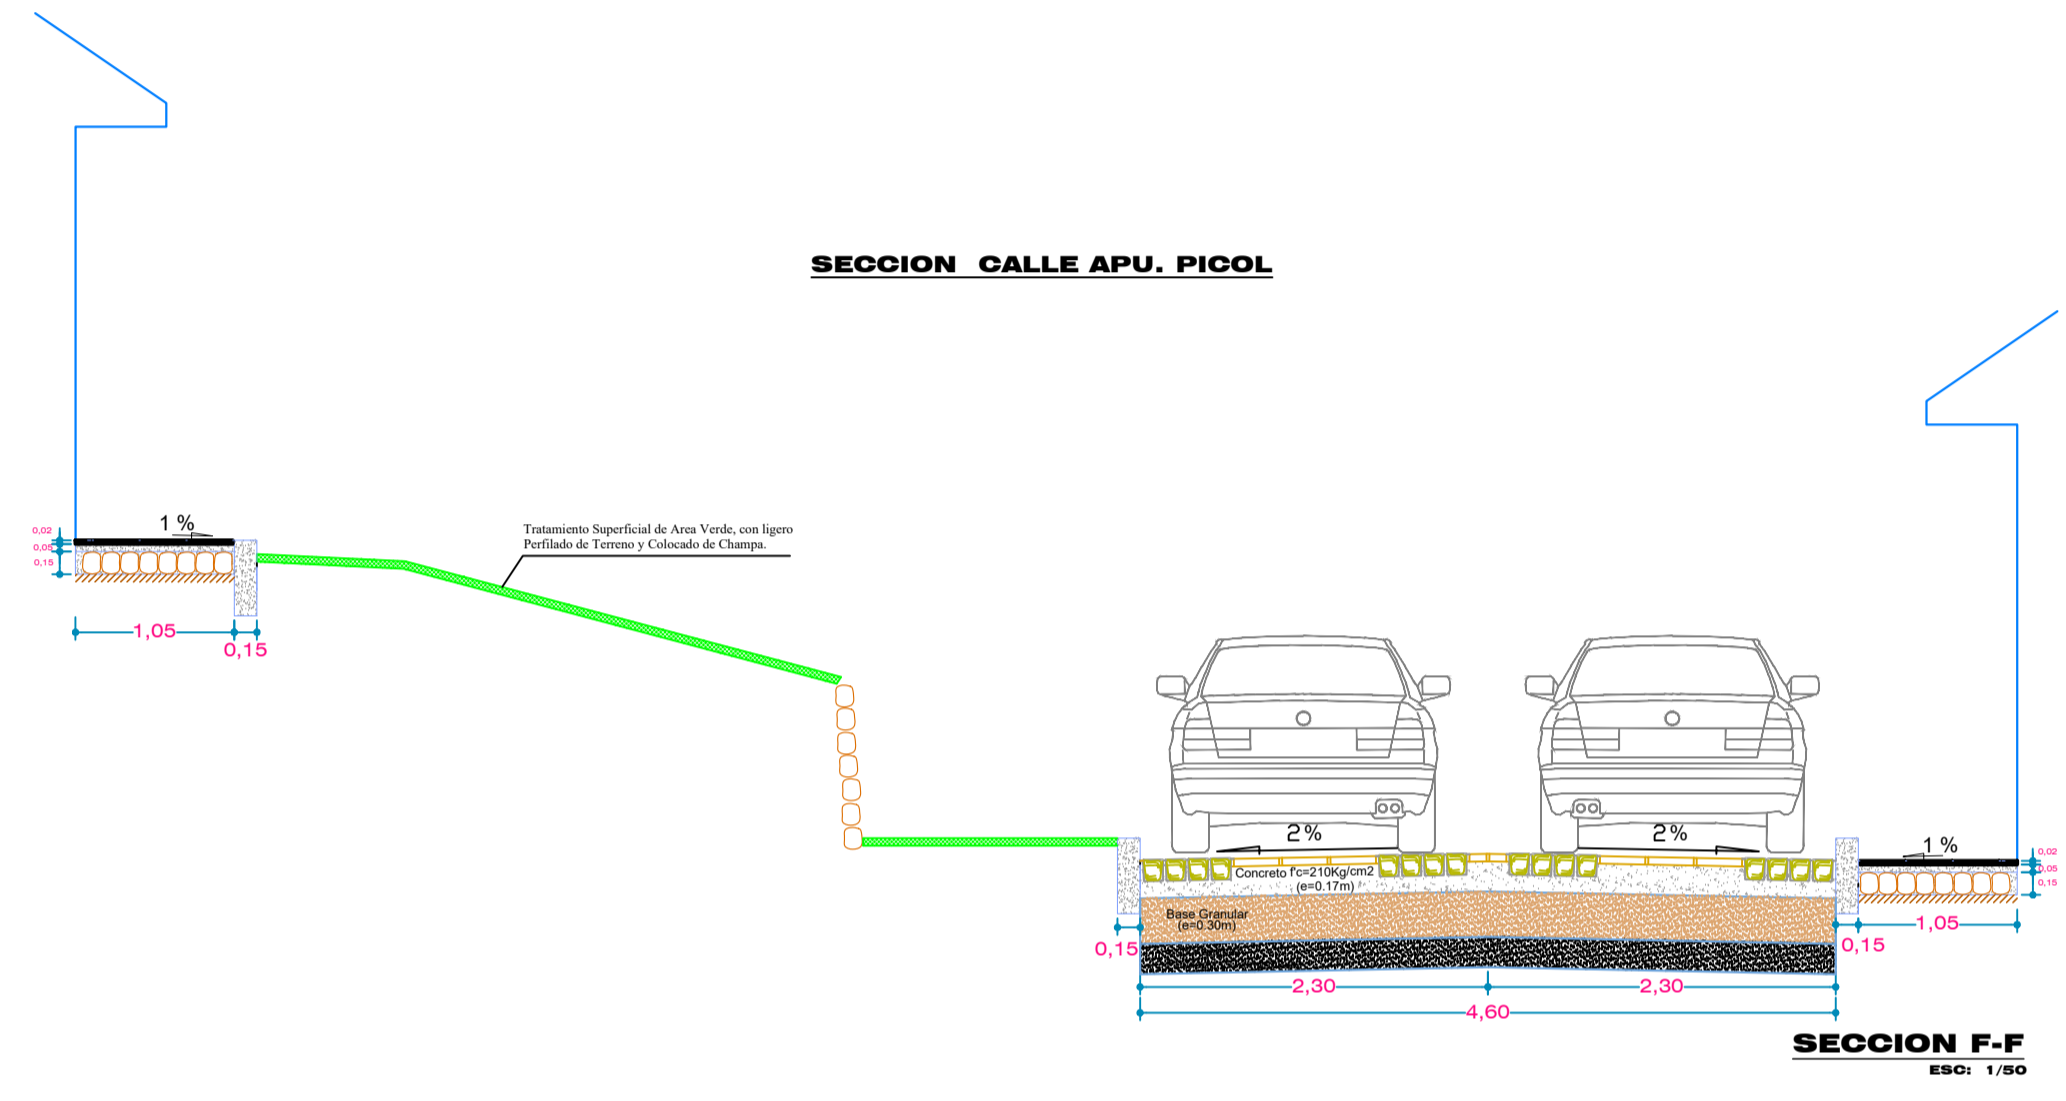 SECCION CALLE APU. PICOL
0,02
0,05
0,15
1 %
1,05
0,15
Tratamiento Superficial de Area Verde, con ligero
Perfilado de Terreno y Colocado de Champa.
2%
2%
1 %
0,02
0,05
0,15
Concreto f'c=210Kg/cm2
(e=0.17m)
Base Granular
(e=0.30m)
0,15
0,15
1,05
2,30
2,30
4,60
SECCION F-F
ESC: 1/50